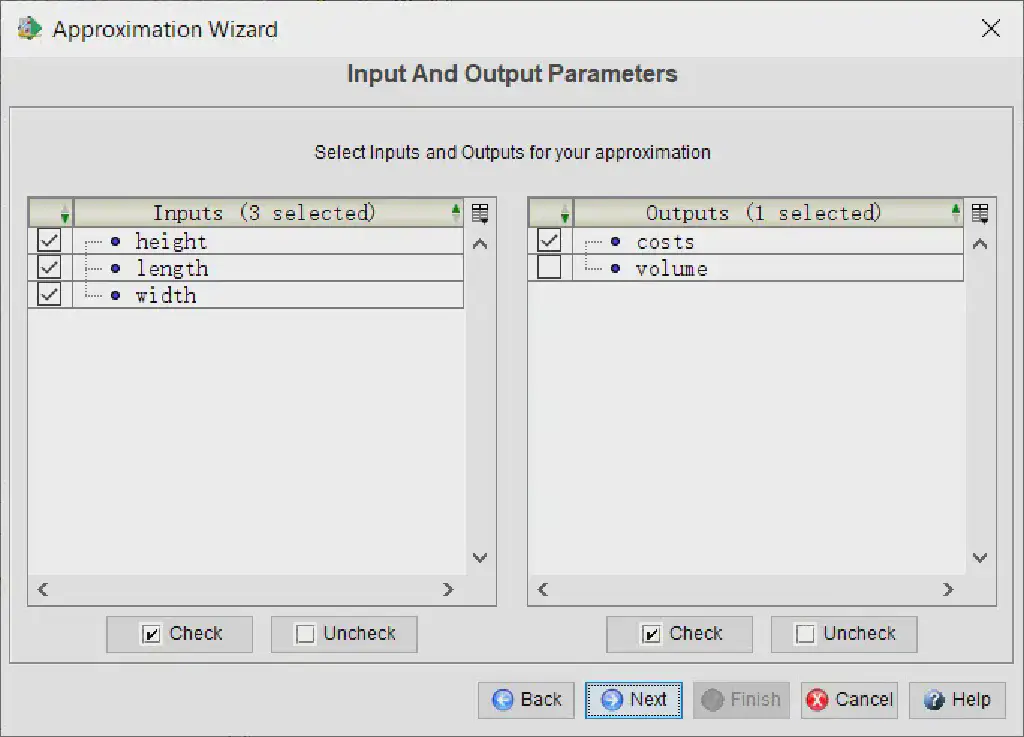 Approximation Wizard
Input And Output Parameters
Select Inputs and Outputs for your approximation
Inputs (3 selected)
height
length
width
Check
Uncheck
Outputs (1 selected)
costs
volume
Check
Uncheck
Back
Next
Finish
Cancel
Help